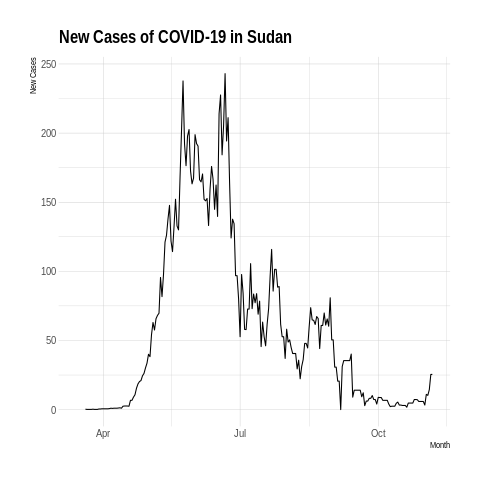 New Cases of COVID-19 in Sudan
New Cases
250
200
150
100
50
0
Apr
Jul
Oct
Month